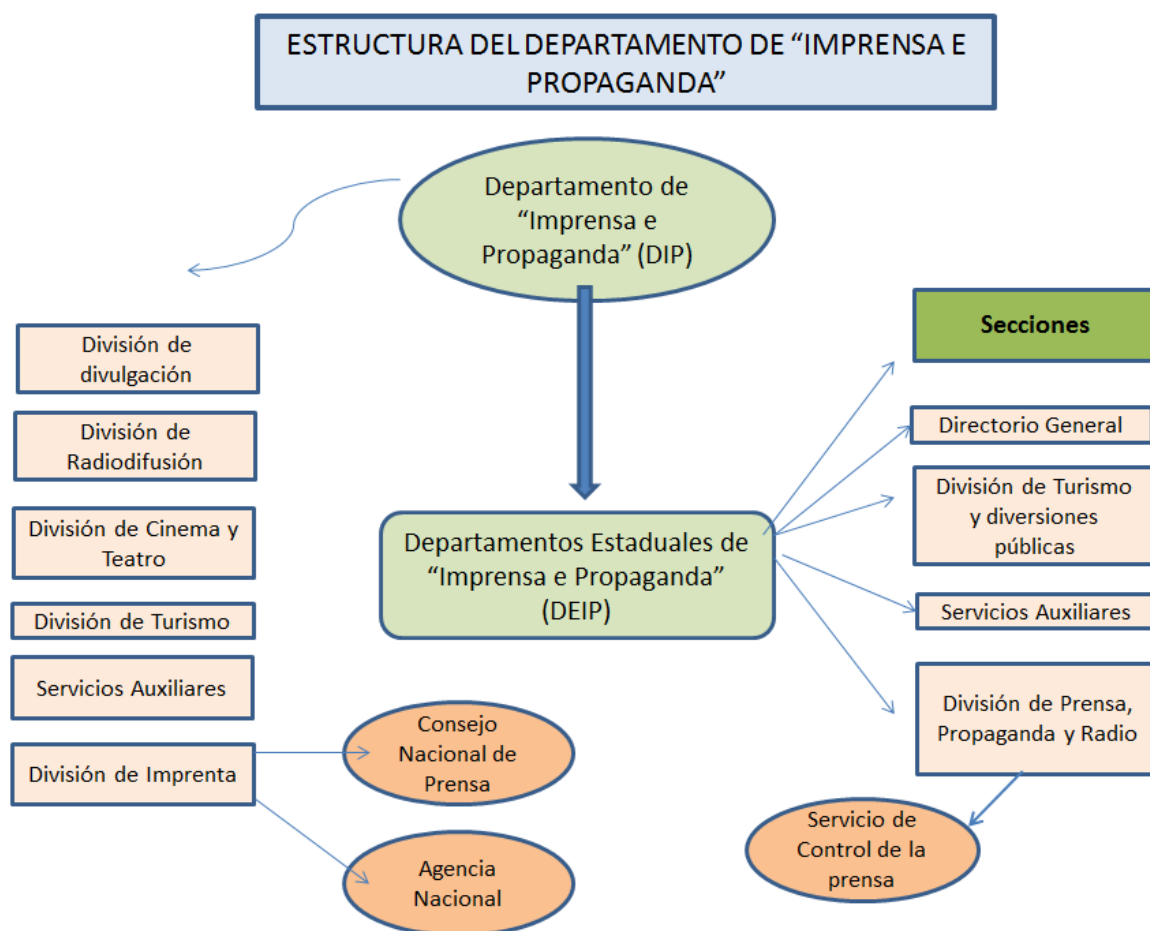 ESTRUCTURA DEL DEPARTAMENTO DE “IMPRENSA E
PROPAGANDA”
Departamento de
“Imprensa e
Propaganda” (DIP)
División de
divulgación
División de
Radiodifusión
División de Cinema y
Teatro
División de Turismo
Servicios Auxiliares
División de Imprenta
Consejo
Nacional de
Prensa
Agencia
Nacional
Departamentos Estaduales de
“Imprensa e Propaganda”
(DEIP)
Secciones
Directorio General
División de Turismo
y diversiones
públicas
Servicios Auxiliares
División de Prensa,
Propaganda y Radio
Servicio de
Control de la
prensa